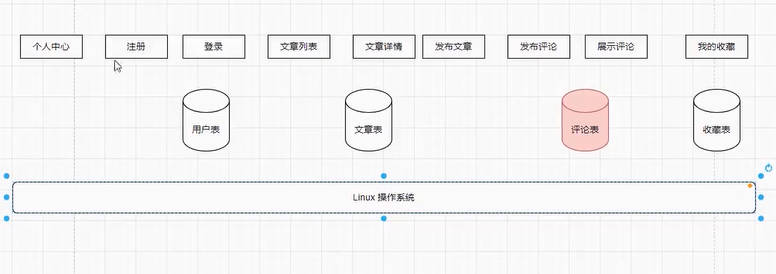 个人中心
注册
登录
文章列表
文章详情
发布文章
发布评论
展示评论
我的收藏
用户表
文章表
评论表
收藏表
Linux 操作系统